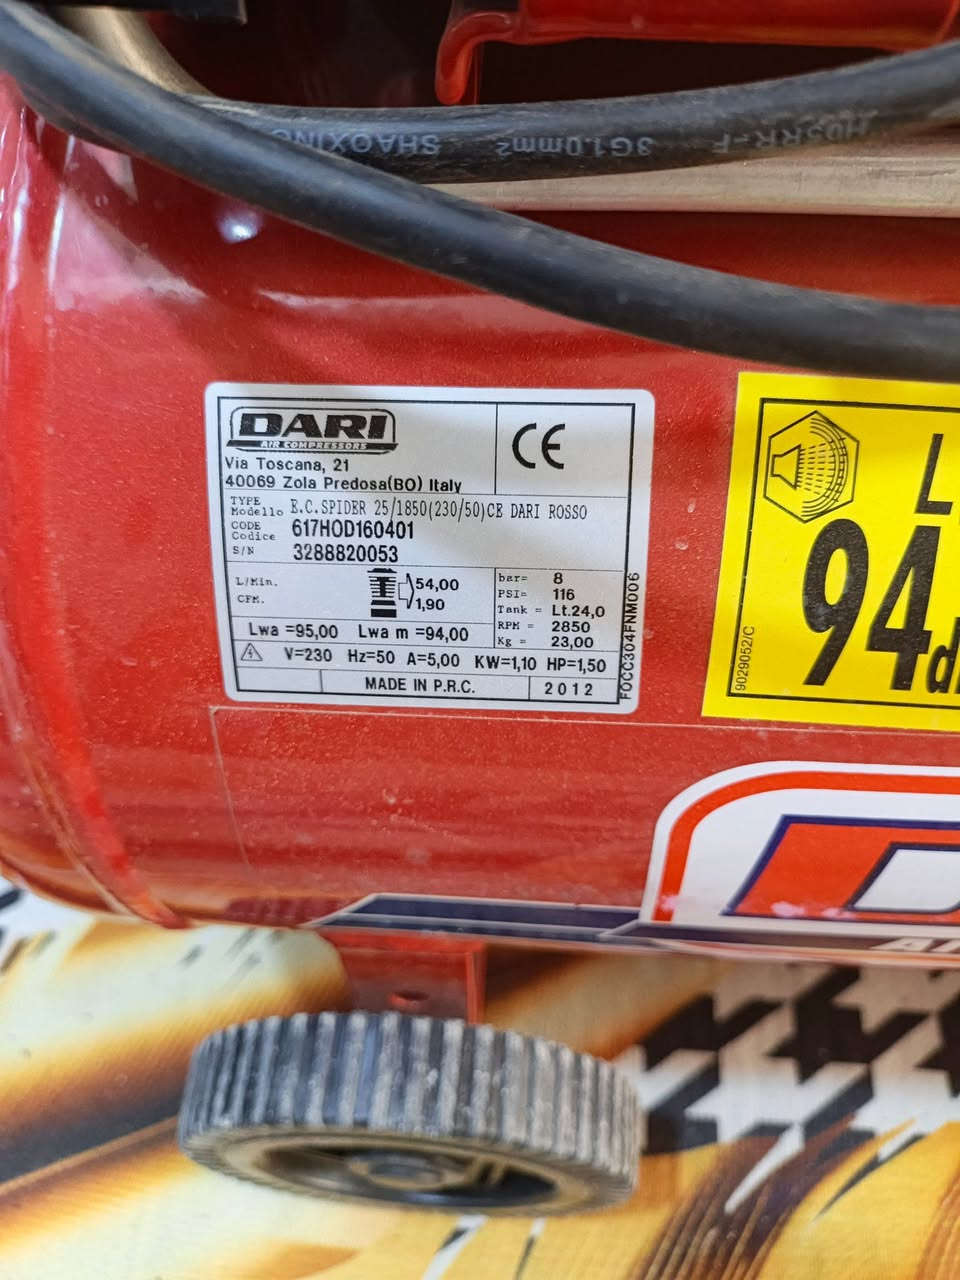 H05RR-F 3G1.0mm² SHAOXING
DARI
AIR COMPRESSORS
CE
Via Toscana, 21
40069 Zola Predosa(BO) Italy
TYPE
Modello E.C.SPIDER 25/1850(230/50)CE DARI ROSSO
CODE
Codice 617HOD160401
S/N 3288820053
L/Min. 54,00
CFM. 1,90
bar= 8
PSI= 116
Tank = Lt.24,0
RPM = 2850
Kg = 23,00
Lwa =95,00 Lwa m =94,00
V=230 Hz=50 A=5,00 KW=1,10 HP=1,50
MADE IN P.R.C. 2012
F0CC304FNM006
94
9029052/C